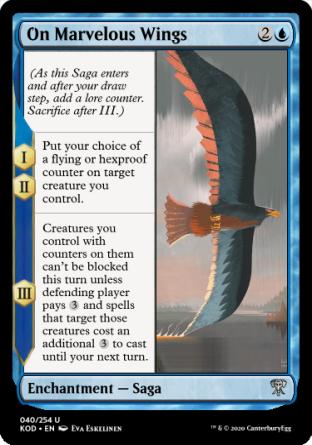 On Marvelous Wings 2
(As this Saga enters
and after your draw
step, add a lore counter.
Sacrifice after III.)
I
II
Put your choice of
a flying or hexproof
counter on target
creature you
control.
III
Creatures you
control with
counters on them
can't be blocked
this turn unless
defending player
pays 3 and spells
that target those
creatures cost an
additional 3 to cast
until your next turn.
Enchantment — Saga
040/254 U
KOD • EN Eva Eskelinen
™ & © 2020 CanterburyEgg